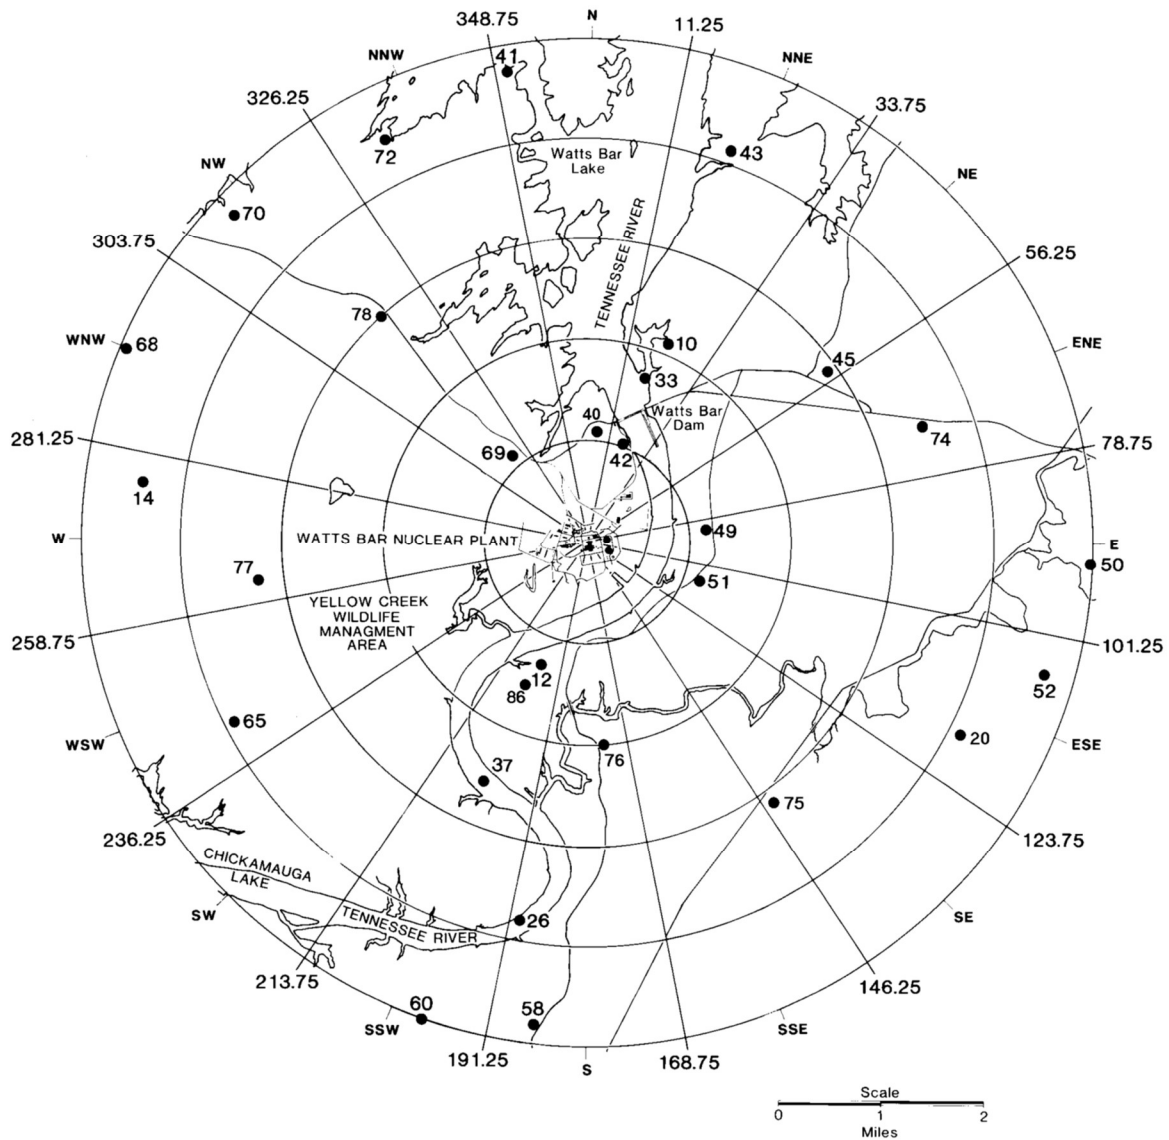 N
348.75
11.25
NNW
41
NNE
326.25
33.75
72
Watts Bar
Lake
43
NW
NE
70
TENNESSEE RIVER
303.75
56.25
78
WNW
68
10
ENE
45
33
40
Watts Bar
Dam
281.25
69
42
74
78.75
14
W
WATTS BAR NUCLEAR PLANT
49
E
50
77
51
YELLOW CREEK
WILDLIFE
MANAGMENT
AREA
258.75
101.25
12
86
52
65
WSW
76
20
ESE
37
75
236.25
123.75
CHICKAMAUGA
LAKE
SW
TENNESSEE RIVER
26
SE
213.75
146.25
60
58
SSW
SSE
191.25
S
168.75
Scale
0 1 2
Miles